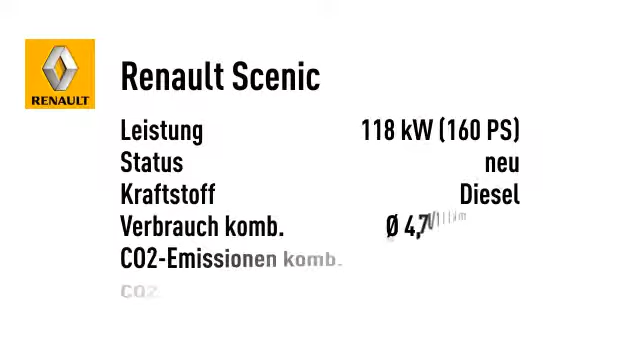 RENAULT
Renault Scenic
Leistung 118 kW (160 PS)
Status neu
Kraftstoff Diesel
Verbrauch komb. Ø 4,7
CO2-Emissionen komb.
CO2